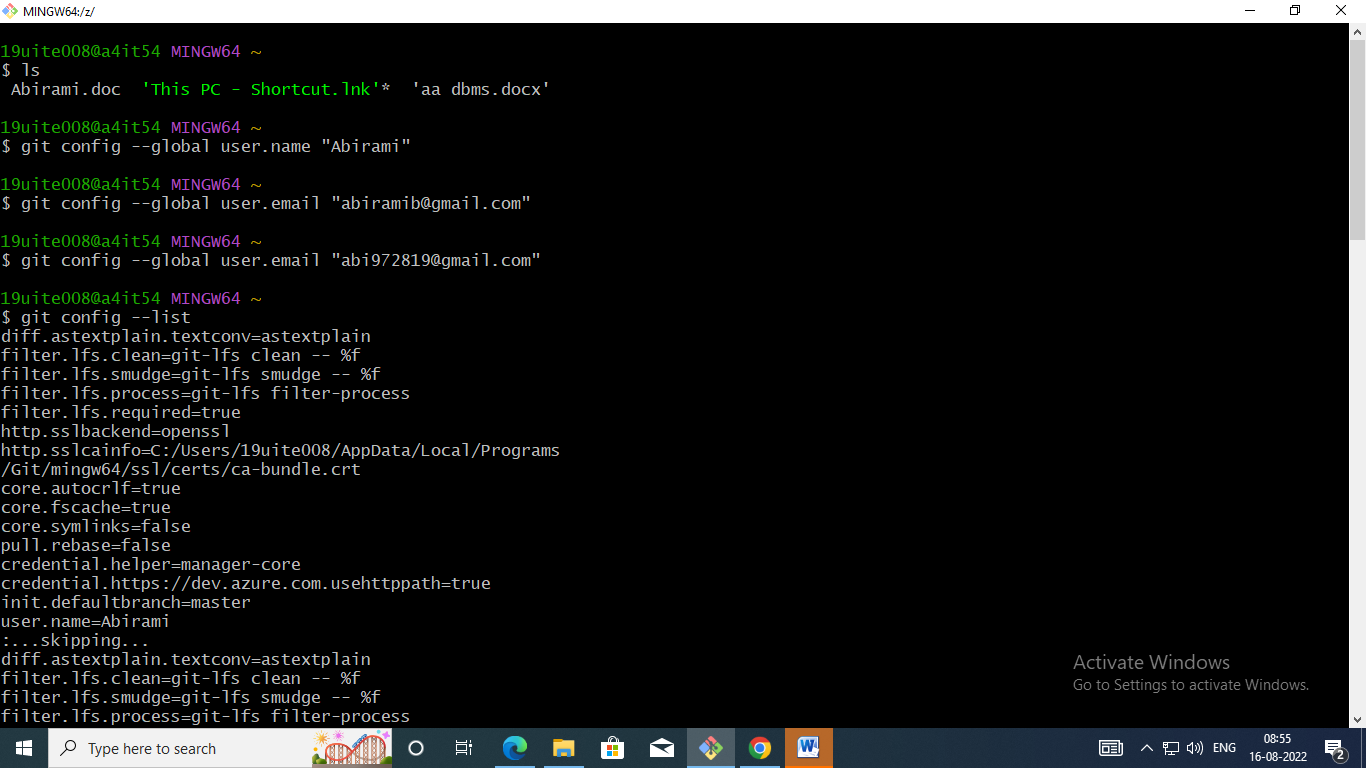 MINGW64:/z/
19uite008@a4it54 MINGW64 ~
$ ls
Abirami.doc 'This PC - Shortcut.lnk'* 'aa dbms.docx'
19uite008@a4it54 MINGW64 ~
$ git config --global user.name "Abirami"
19uite008@a4it54 MINGW64 ~
$ git config --global user.email "abiramib@gmail.com"
19uite008@a4it54 MINGW64 ~
$ git config --global user.email "abi972819@gmail.com"
19uite008@a4it54 MINGW64 ~
$ git config --list
diff.astextplain.textconv=astextplain
filter.lfs.clean=git-lfs clean -- %f
filter.lfs.smudge=git-lfs smudge -- %f
filter.lfs.process=git-lfs filter-process
filter.lfs.required=true
http.sslbackend=openssl
http.sslcainfo=C:/Users/19uite008/AppData/Local/Programs
/Git/mingw64/ssl/certs/ca-bundle.crt
core.autocrlf=true
core.fscache=true
core.symlinks=false
pull.rebase=false
credential.helper=manager-core
credential.https://dev.azure.com.usehttppath=true
init.defaultbranch=master
user.name=Abirami
:...skipping...
diff.astextplain.textconv=astextplain
filter.lfs.clean=git-lfs clean -- %f
filter.lfs.smudge=git-lfs smudge -- %f
filter.lfs.process=git-lfs filter-process
Activate Windows
Go to Settings to activate Windows.
Type here to search
ENG
08:55
16-08-2022
2